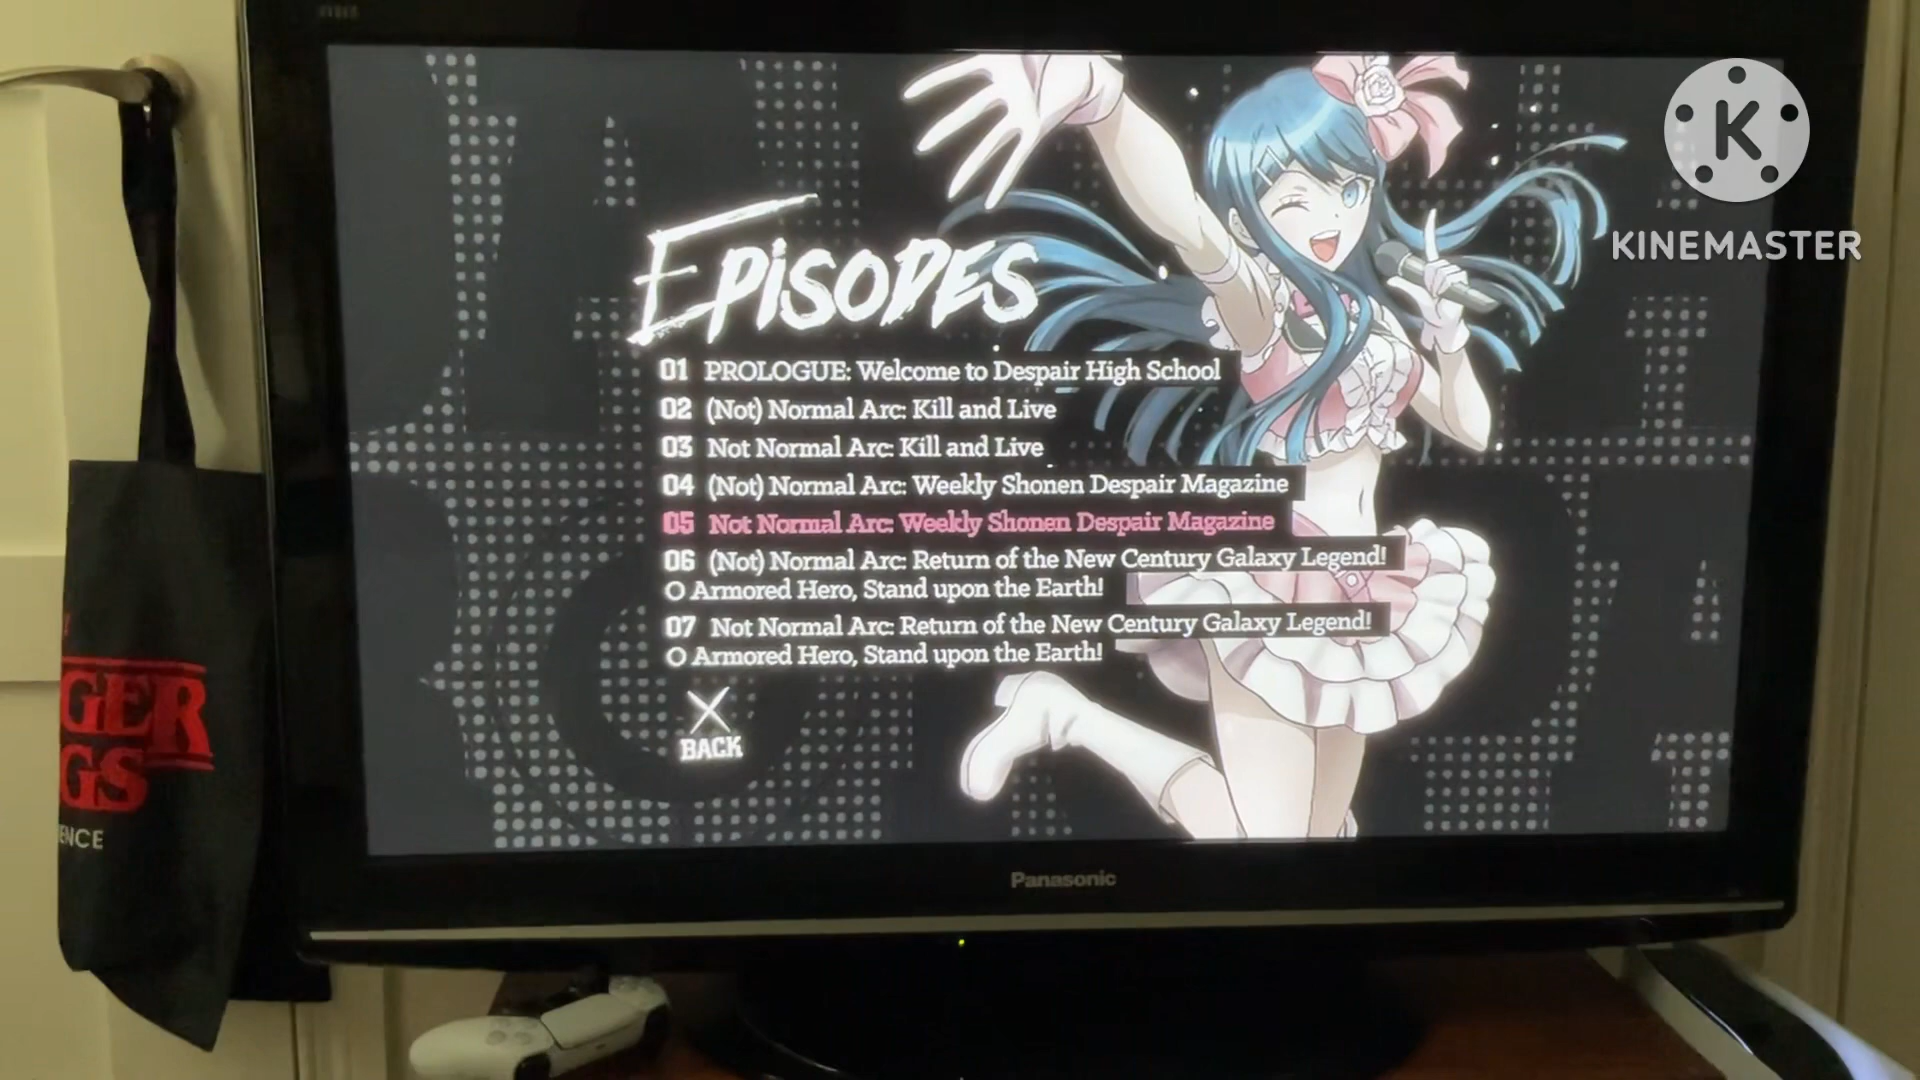 EPISODES
01 PROLOGUE: Welcome to Despair High School
02 (Not) Normal Arc: Kill and Live
03 Not Normal Arc: Kill and Live
04 (Not) Normal Arc: Weekly Shonen Despair Magazine
05 Not Normal Arc: Weekly Shonen Despair Magazine
06 (Not) Normal Arc: Return of the New Century Galaxy Legend!
O Armored Hero, Stand upon the Earth!
07 Not Normal Arc: Return of the New Century Galaxy Legend!
O Armored Hero, Stand upon the Earth!
BACK
Panasonic
K
KINEMASTER
GER
GS
ENCE